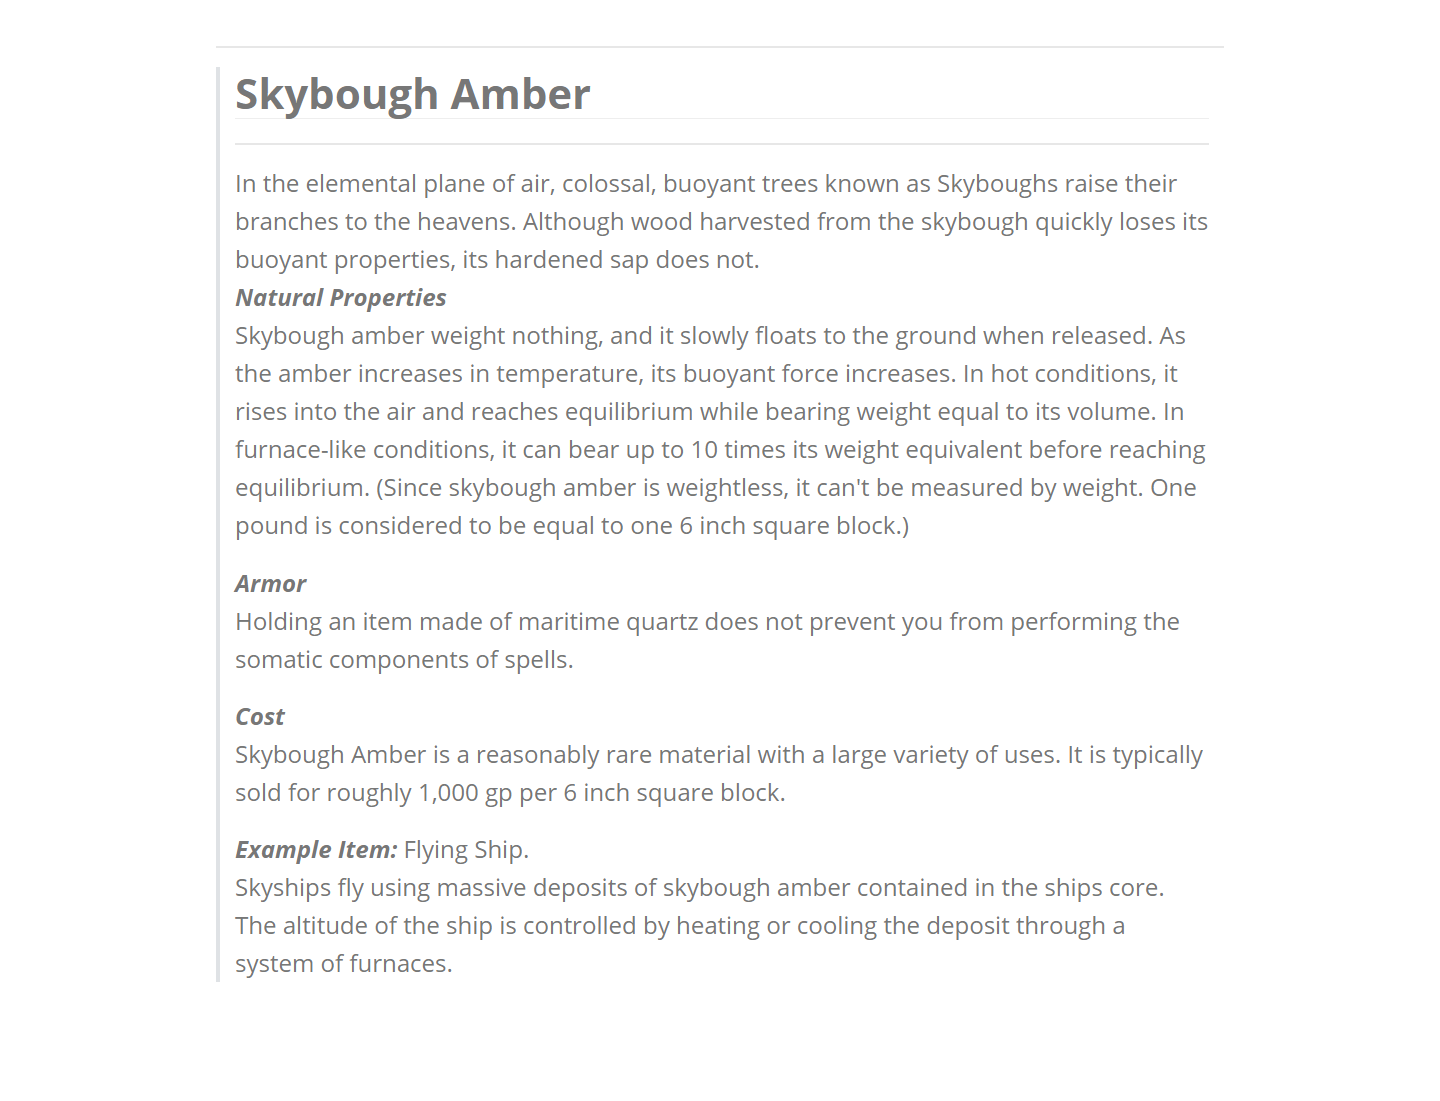 Skybough Amber
In the elemental plane of air, colossal, buoyant trees known as Skyboughs raise their
branches to the heavens. Although wood harvested from the skybough quickly loses its
buoyant properties, its hardened sap does not.
Natural Properties
Skybough amber weight nothing, and it slowly floats to the ground when released. As
the amber increases in temperature, its buoyant force increases. In hot conditions, it
rises into the air and reaches equilibrium while bearing weight equal to its volume. In
furnace-like conditions, it can bear up to 10 times its weight equivalent before reaching
equilibrium. (Since skybough amber is weightless, it can't be measured by weight. One
pound is considered to be equal to one 6 inch square block.)
Armor
Holding an item made of maritime quartz does not prevent you from performing the
somatic components of spells.
Cost
Skybough Amber is a reasonably rare material with a large variety of uses. It is typically
sold for roughly 1,000 gp per 6 inch square block.
Example Item: Flying Ship.
Skyships fly using massive deposits of skybough amber contained in the ships core.
The altitude of the ship is controlled by heating or cooling the deposit through a
system of furnaces.